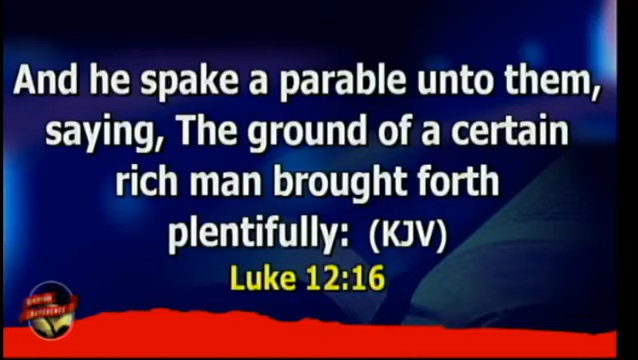 And he spake a parable unto them,
saying, The ground of a certain
rich man brought forth
plentifully: (KJV)
Luke 12:16
REFERENCE